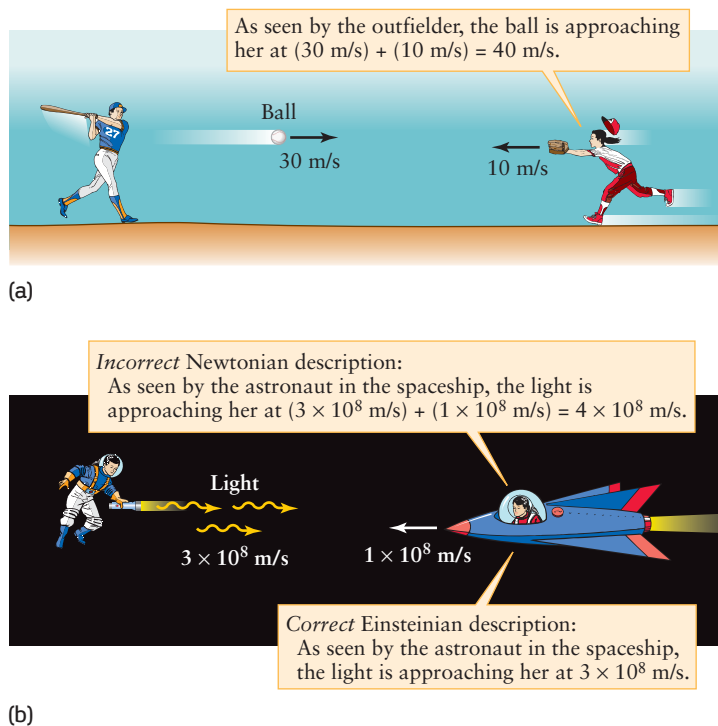 As seen by the outfielder, the ball is approaching
her at (30 m/s) + (10 m/s) = 40 m/s.
27
Ball
30 m/s
10 m/s
(a)
Incorrect Newtonian description:
As seen by the astronaut in the spaceship, the light is
approaching her at (3 × 10⁸ m/s) + (1 × 10⁸ m/s) = 4 × 10⁸ m/s.
Light
3 × 10⁸ m/s
1 × 10⁸ m/s
Correct Einsteinian description:
As seen by the astronaut in the spaceship,
the light is approaching her at 3 × 10⁸ m/s.
(b)